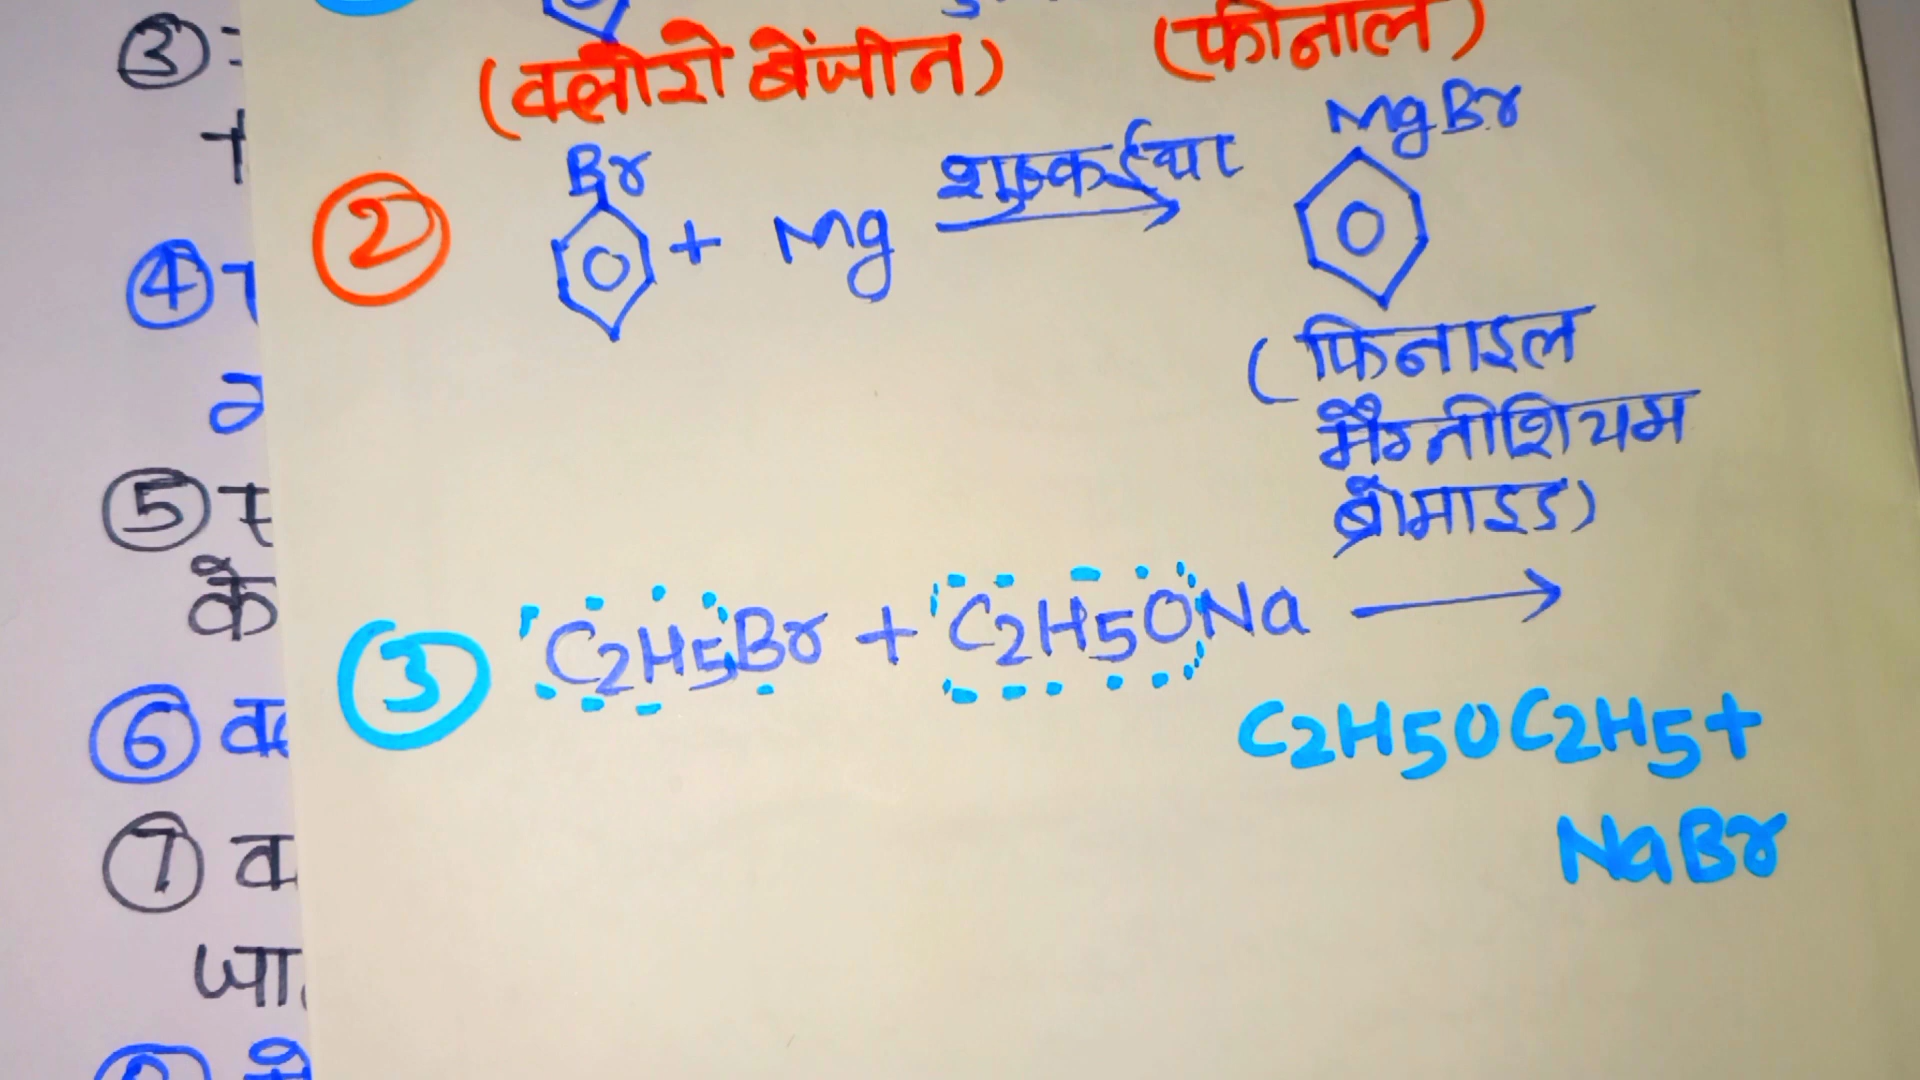 (क्लोरो बेंजीन) (फीनाल)
Br MgBr
② + Mg शुष्क ईथर
(फिनाइल
मैग्नीशियम
ब्रोमाइड)
③ C2H5Br + C2H5ONa →
C2H5OC2H5+
NaBr
③
④
⑤
के
⑥
⑦
जा